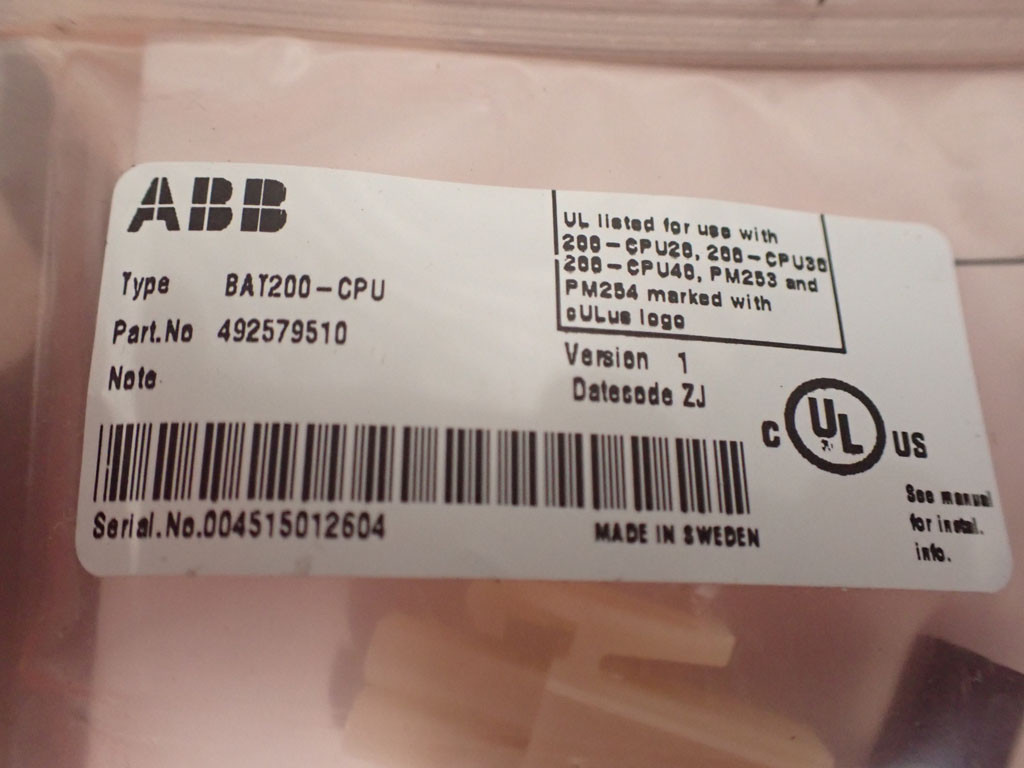 ABB
Type BAT200-CPU
Part.No 492579510
Note
UL listed for use with
200-CPU20, 200-CPU30
200-CPU40, PM253 and
PM254 marked with
cULus logo
Version 1
Datecode ZJ
C UL US
Serial.No.004515012604
MADE IN SWEDEN
See manual
for instal.
info.